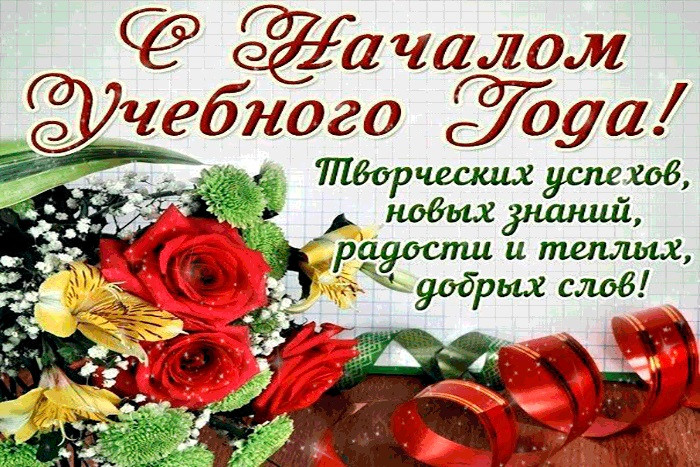 С Началом
Учебного Года!
Творческих успехов,
новых знаний,
радости и теплых,
добрых слов!